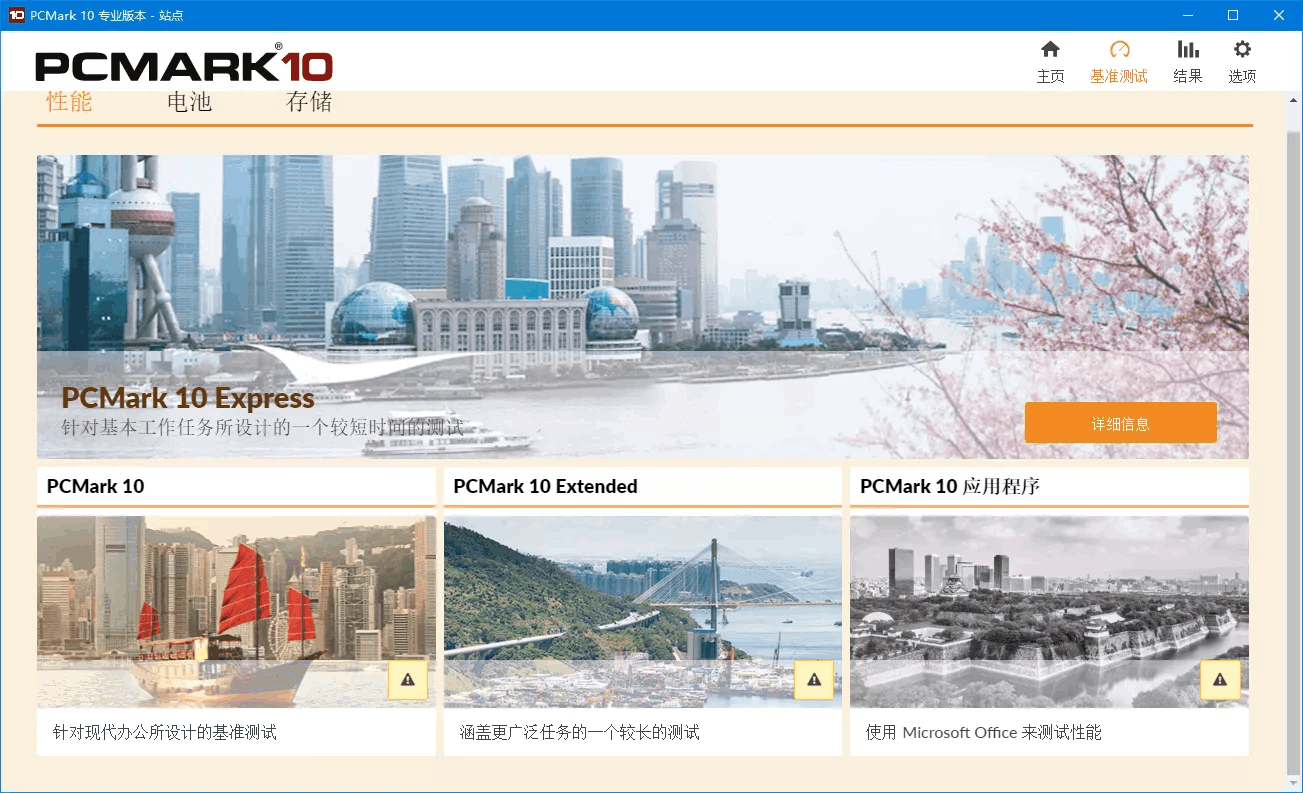 PCMark 10 专业版本 - 站点
PCMARK®10
主页 基准测试 结果 选项
性能 电池 存储
PCMark 10 Express
针对基本工作任务所设计的一个较短时间的测试
详细信息
PCMark 10
PCMark 10 Extended
PCMark 10 应用程序
针对现代办公所设计的基准测试
涵盖更广泛任务的一个较长的测试
使用 Microsoft Office 来测试性能